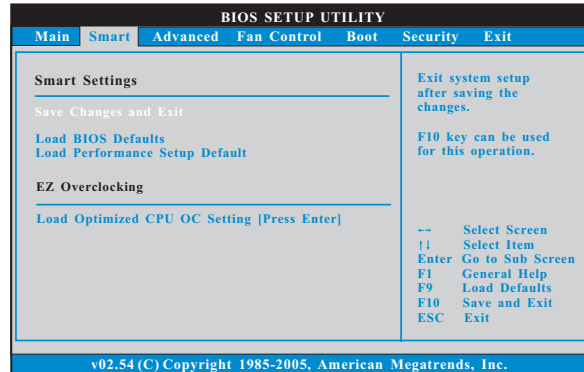 BIOS SETUP UTILITY
Main Smart Advanced Fan Control Boot Security Exit
Smart Settings
Save Changes and Exit
Load BIOS Defaults
Load Performance Setup Default
EZ Overclocking
Load Optimized CPU OC Setting [Press Enter]
Exit system setup
after saving the
changes.
F10 key can be used
for this operation.
←→ Select Screen
↑↓ Select Item
Enter Go to Sub Screen
F1 General Help
F9 Load Defaults
F10 Save and Exit
ESC Exit
v02.54 (C) Copyright 1985-2005, American Megatrends, Inc.